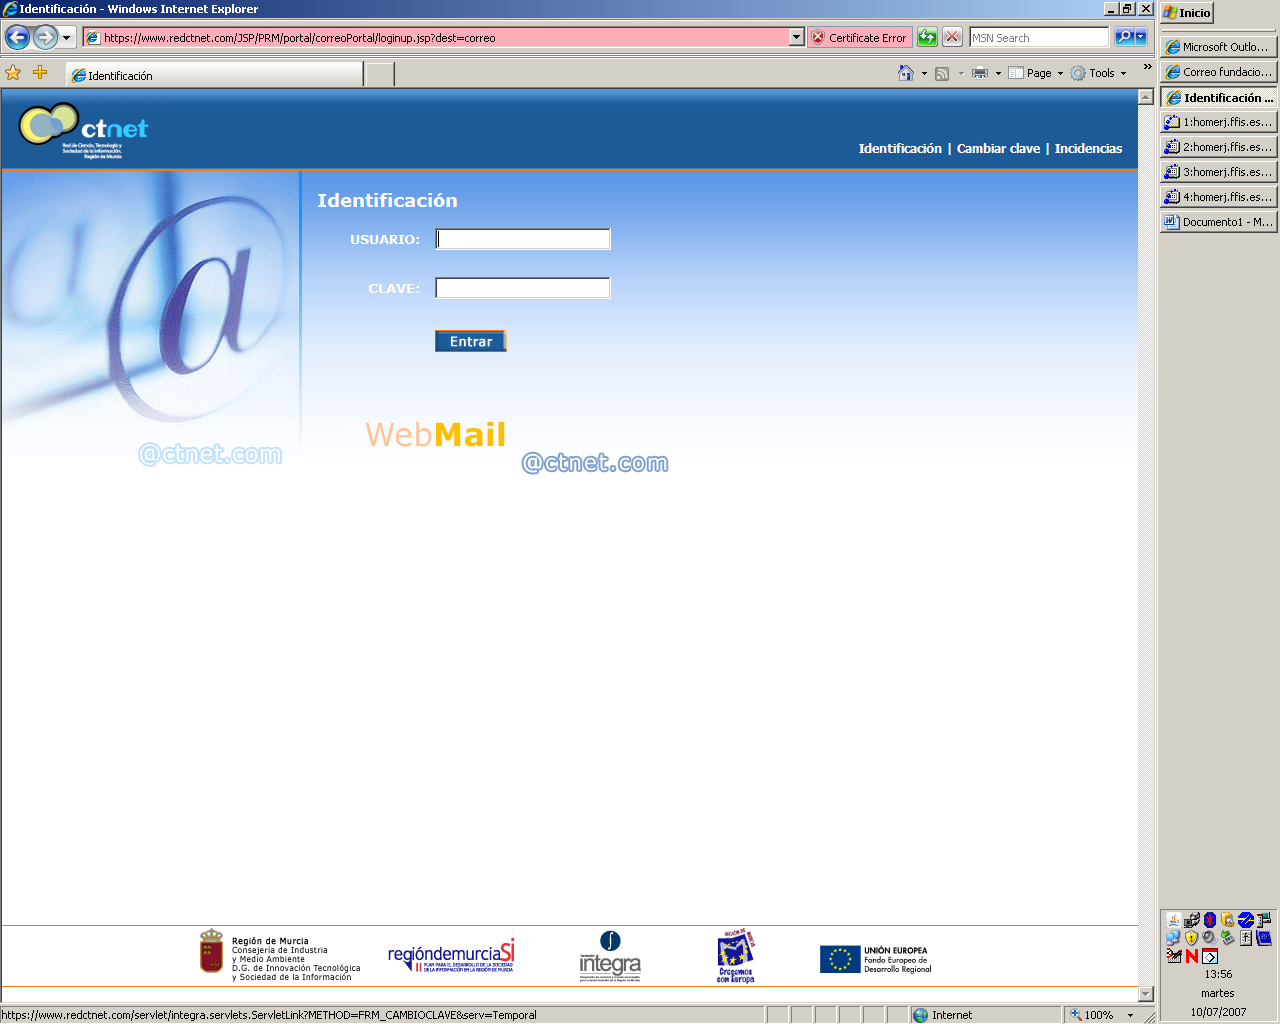 Identificación - Windows Internet Explorer
Inicio
https://www.redctnet.com/JSP/PRM/portal/correoPortal/loginup.jsp?dest=correo
Certificate Error
MSN Search
Microsoft Outlo...
Identificación
Page
Tools
»
Correo fundacio...
Identificación ...
1:homerj.ffis.es...
2:homerj.ffis.es...
3:homerj.ffis.es...
4:homerj.ffis.es...
Documento1 - M...
ctnet
Red de Ciencia, Tecnología y
Sociedad de la Información.
Región de Murcia
Identificación | Cambiar clave | Incidencias
Identificación
USUARIO:
CLAVE:
Entrar
WebMail
@ctnet.com
@ctnet.com
Región de Murcia
Consejería de Industria
y Medio Ambiente
D.G. de Innovación Tecnológica
y Sociedad de la Información
regióndemurciaSi
PLAN PARA EL DESARROLLO DE LA SOCIEDAD
DE LA INFORMACIÓN EN LA REGIÓN DE MURCIA
integra
REGIÓN DE MURCIA
Creemos
con Europa
UNIÓN EUROPEA
Fondo Europeo de
Desarrollo Regional
13:56
martes
10/07/2007
https://www.redctnet.com/servlet/integra.servlets.ServletLink?METHOD=FRM_CAMBIOCLAVE&serv=Temporal
Internet
100%